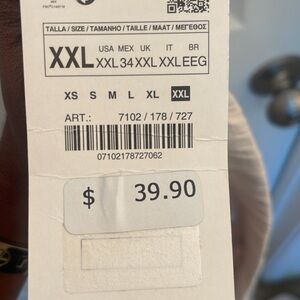 TALLA / SIZE / TAMANHO / TAILLE / MAAT / ΜΕΓΕΘΟΣ
USA MEX UK IT BR
XXL XXL 34 XXL XXL EEG
XS S M L XL XXL
ART.: 7102 / 178 / 727
07102178727062
$ 39.90